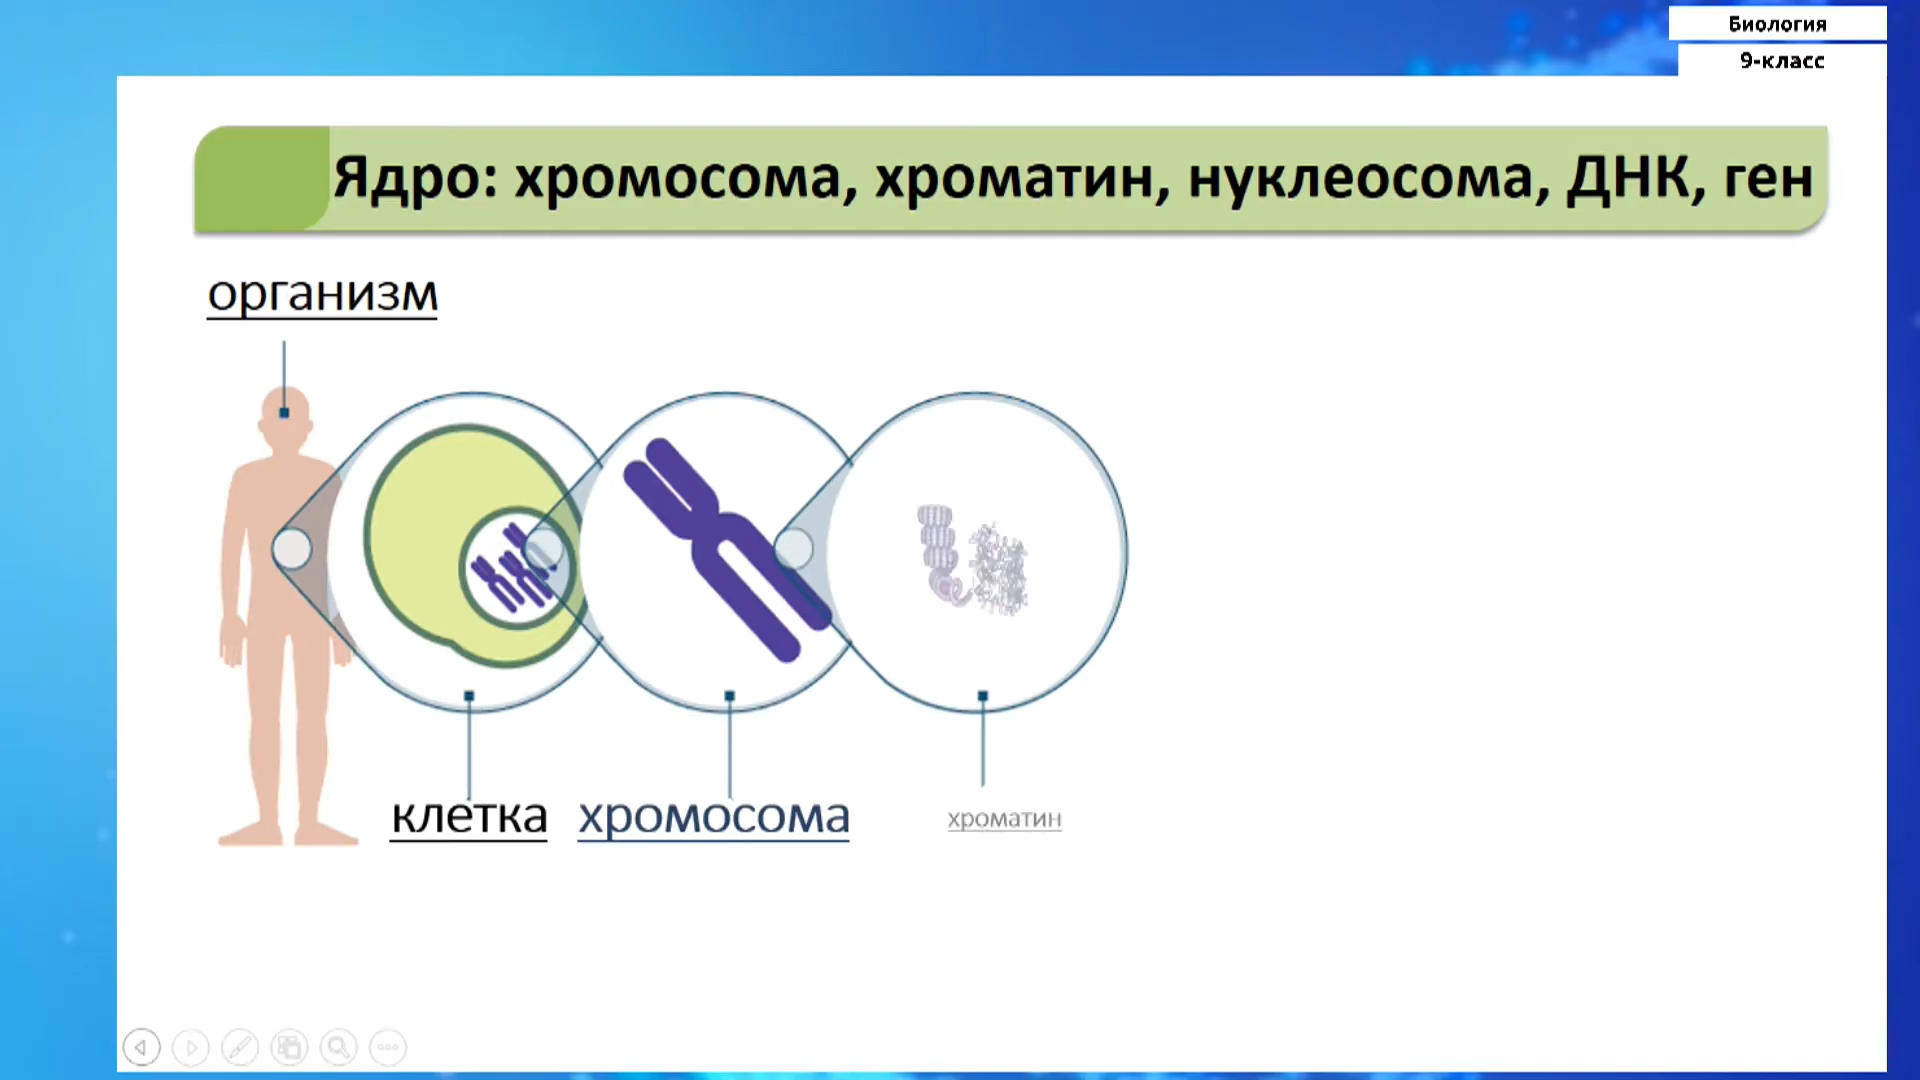 Биология
9-класс
Ядро: хромосома, хроматин, нуклеосома, ДНК, ген
организм
клетка
хромосома
хроматин